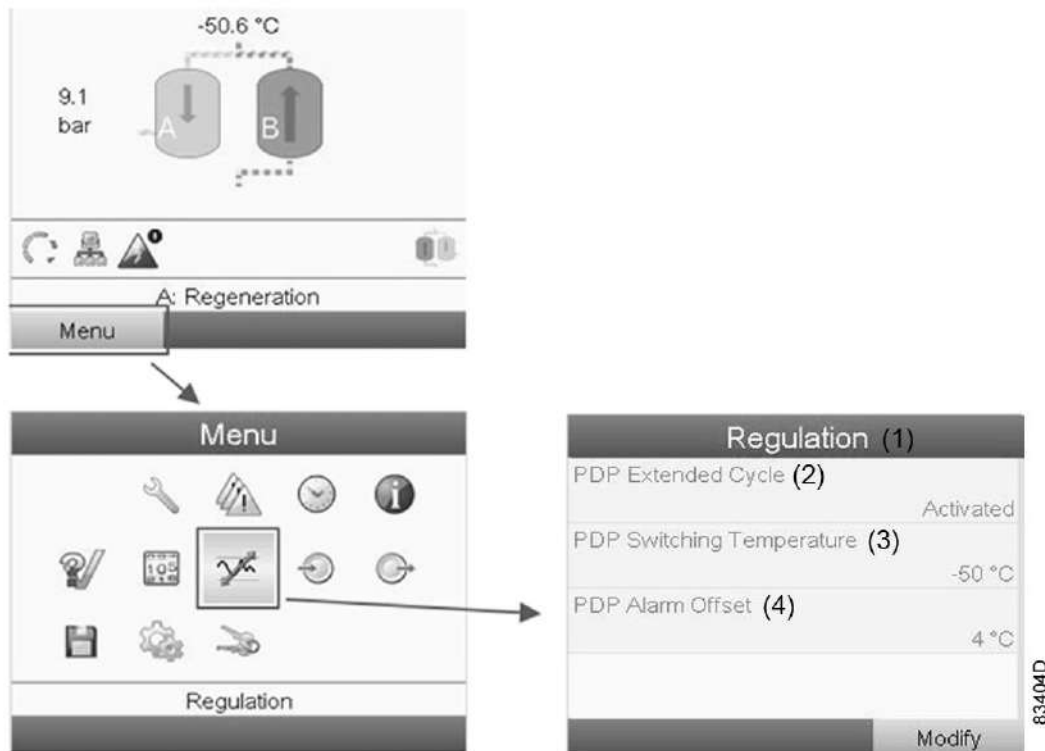 -50.6 °C
9.1
bar
A
B
A: Regeneration
Menu
Menu
i
105
Regulation
Regulation (1)
PDP Extended Cycle (2)
Activated
PDP Switching Temperature (3)
-50 °C
PDP Alarm Offset (4)
4 °C
Modify
83404D